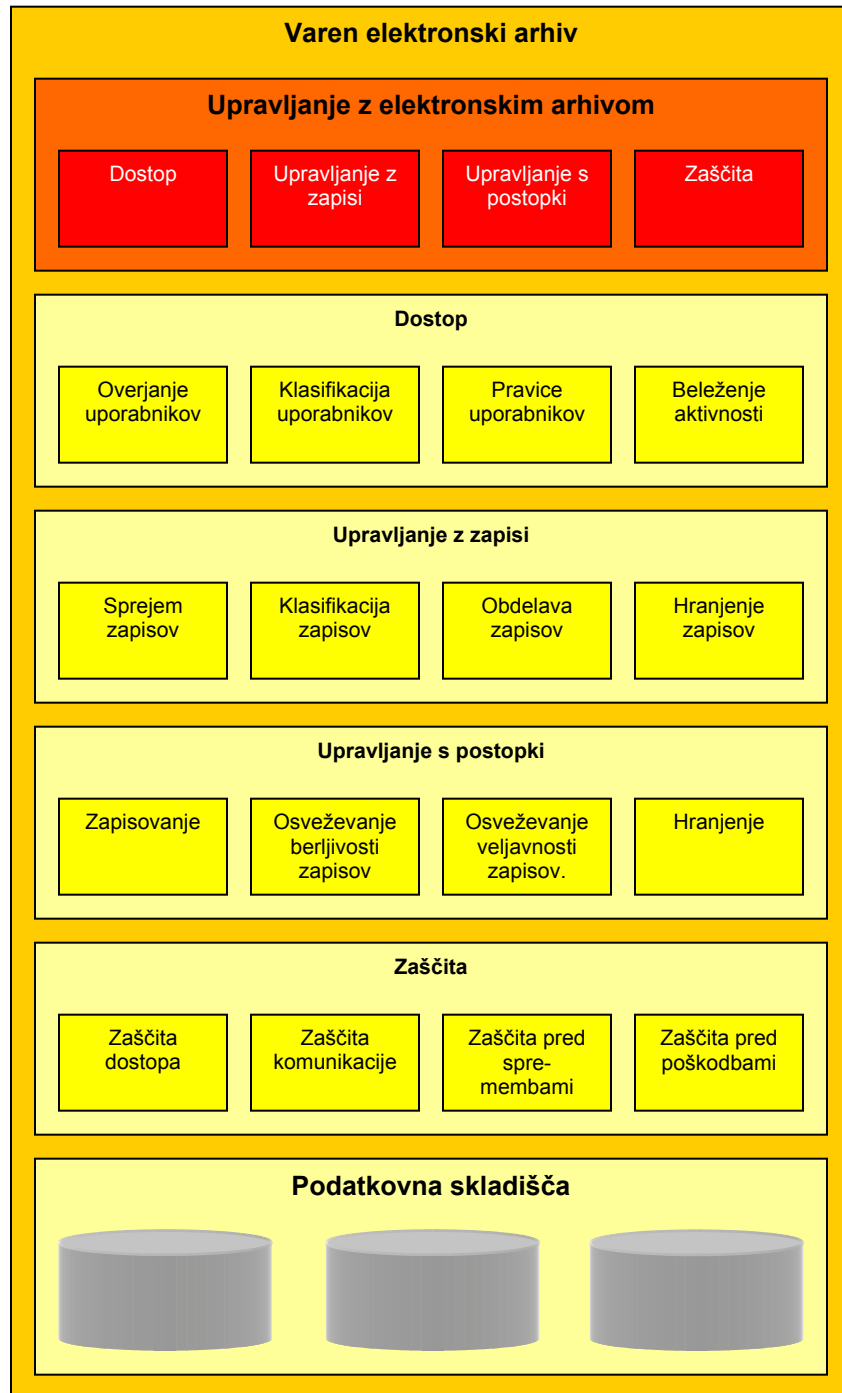 Varen elektronski arhiv
Upravljanje z elektronskim arhivom
Dostop
Upravljanje z
zapisi
Upravljanje s
postopki
Zaščita
Dostop
Overjanje
uporabnikov
Klasifikacija
uporabnikov
Pravice
uporabnikov
Beleženje
aktivnosti
Upravljanje z zapisi
Sprejem
zapisov
Klasifikacija
zapisov
Obdelava
zapisov
Hranjenje
zapisov
Upravljanje s postopki
Zapisovanje
Osveževanje
berljivosti
zapisov
Osveževanje
veljavnosti
zapisov.
Hranjenje
Zaščita
Zaščita
dostopa
Zaščita
komunikacije
Zaščita pred
spre-
membami
Zaščita pred
poškodbami
Podatkovna skladišča